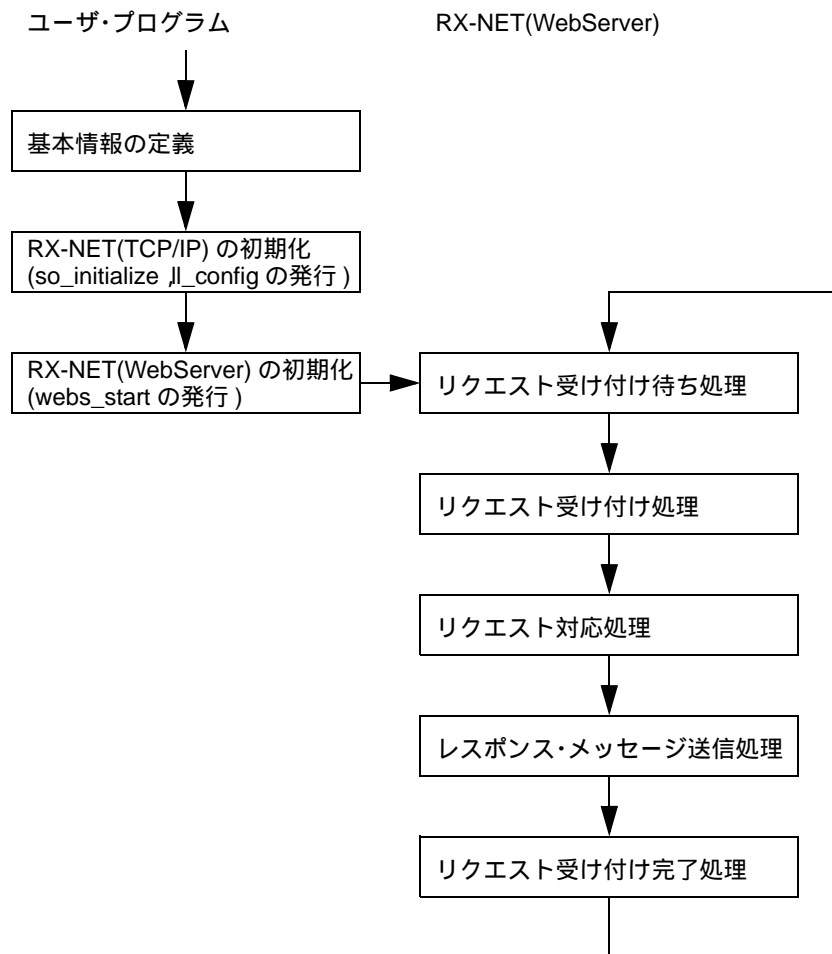 ユーザ・プログラム
RX-NET(WebServer)
基本情報の定義
RX-NET(TCP/IP) の初期化
(so_initialize ,ll_config の発行 )
RX-NET(WebServer) の初期化
(webs_start の発行 )
リクエスト受け付け待ち処理
リクエスト受け付け処理
リクエスト対応処理
レスポンス・メッセージ送信処理
リクエスト受け付け完了処理